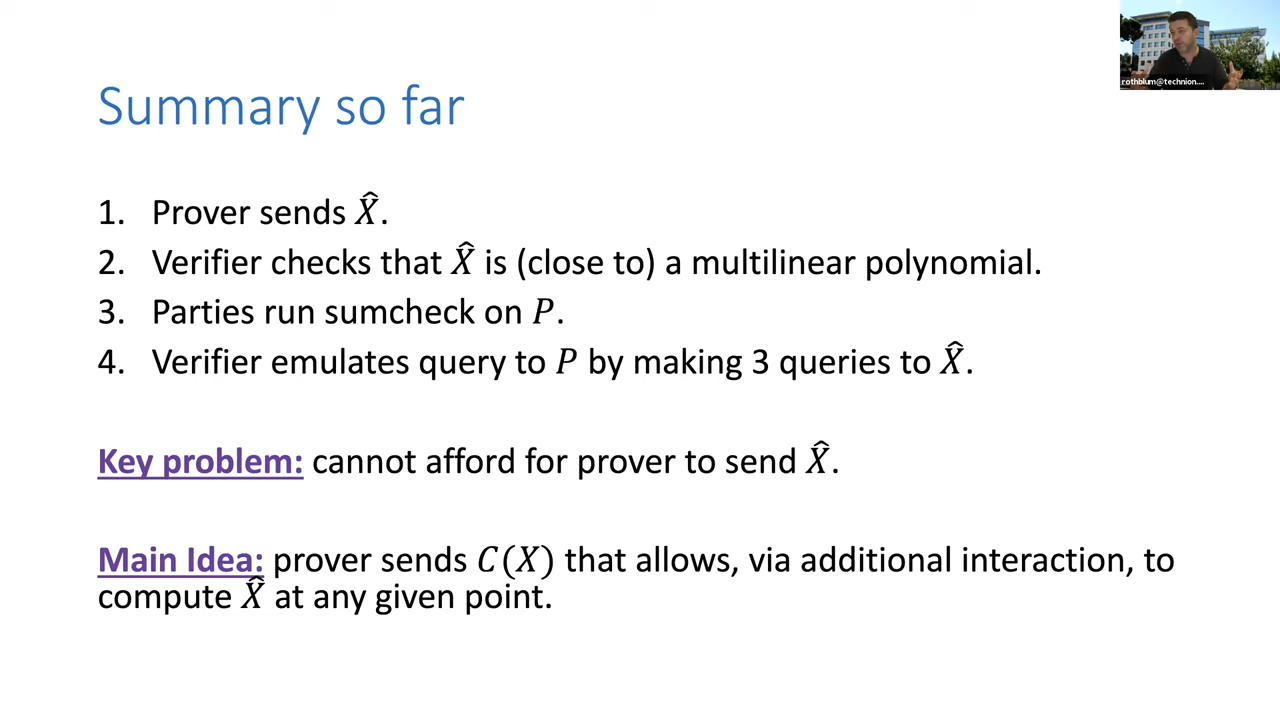 rothblum@technion....
Summary so far
1. Prover sends X̂.
2. Verifier checks that X̂ is (close to) a multilinear polynomial.
3. Parties run sumcheck on P.
4. Verifier emulates query to P by making 3 queries to X̂.
Key problem: cannot afford for prover to send X̂.
Main Idea: prover sends C(X) that allows, via additional interaction, to
compute X̂ at any given point.